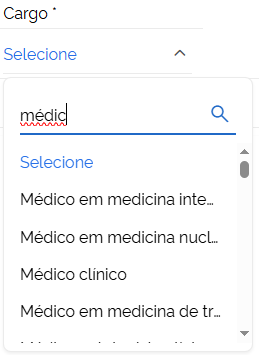 Cargo *
Selecione
médic
Selecione
Médico em medicina inte...
Médico em medicina nucl...
Médico clínico
Médico em medicina de tr...